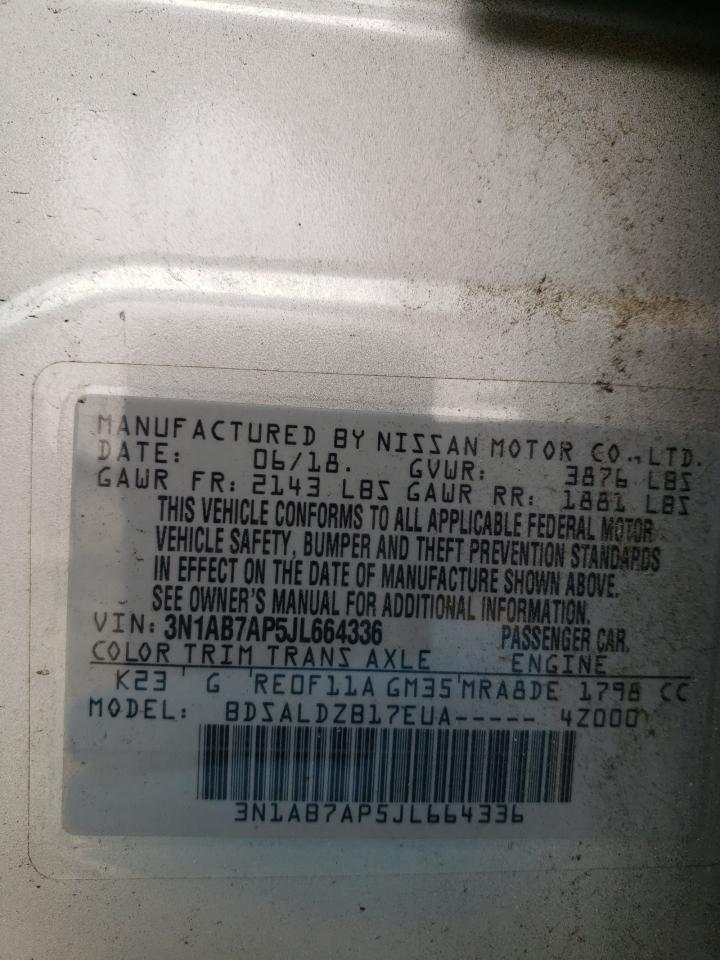 MANUFACTURED BY NISSAN MOTOR CO.,LTD.
DATE: 06/18. GVWR: 3876 LBS
GAWR FR: 2143 LBS GAWR RR: 1881 LBS
THIS VEHICLE CONFORMS TO ALL APPLICABLE FEDERAL MOTOR
VEHICLE SAFETY, BUMPER AND THEFT PREVENTION STANDARDS
IN EFFECT ON THE DATE OF MANUFACTURE SHOWN ABOVE.
SEE OWNER'S MANUAL FOR ADDITIONAL INFORMATION.
VIN: 3N1AB7AP5JL664336 PASSENGER CAR.
COLOR TRIM TRANS AXLE ENGINE
K23 G RE0F11A GM35 MRA8DE 1798 CC
MODEL: BDSALDZB17EUA----- 4Z000
3N1AB7AP5JL664336